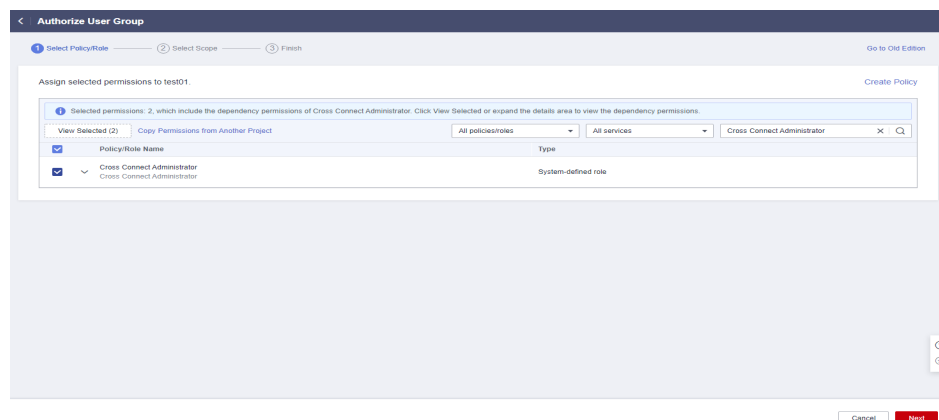 Authorize User Group
1 Select Policy/Role 2 Select Scope 3 Finish Go to Old Edition
Assign selected permissions to test01. Create Policy
Selected permissions: 2, which include the dependency permissions of Cross Connect Administrator. Click View Selected or expand the details area to view the dependency permissions.
View Selected (2) Copy Permissions from Another Project All policies/roles All services Cross Connect Administrator
Policy/Role Name Type
Cross Connect Administrator
Cross Connect Administrator System-defined role
Cancel Next